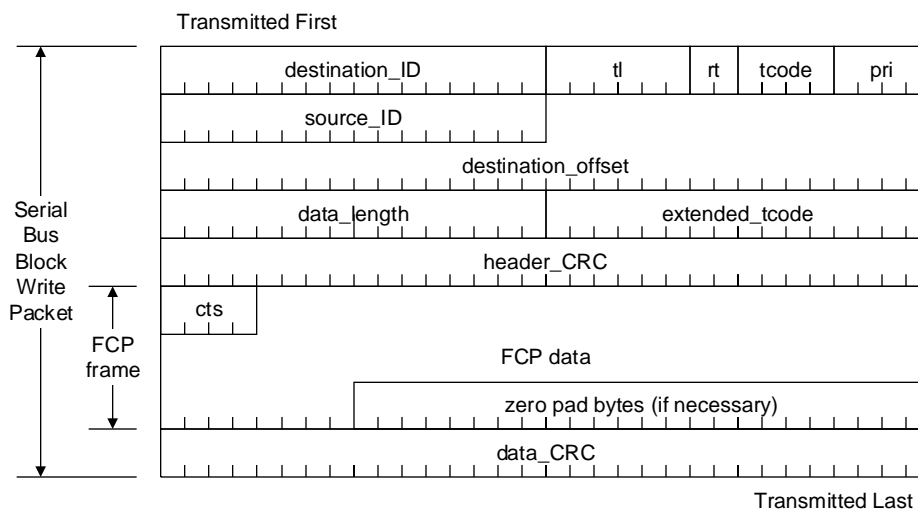 Transmitted First
destination_ID tl rt tcode pri
source_ID
destination_offset
data_length extended_tcode
header_CRC
Serial
Bus
Block
Write
Packet
cts
FCP
frame
FCP data
zero pad bytes (if necessary)
data_CRC
Transmitted Last